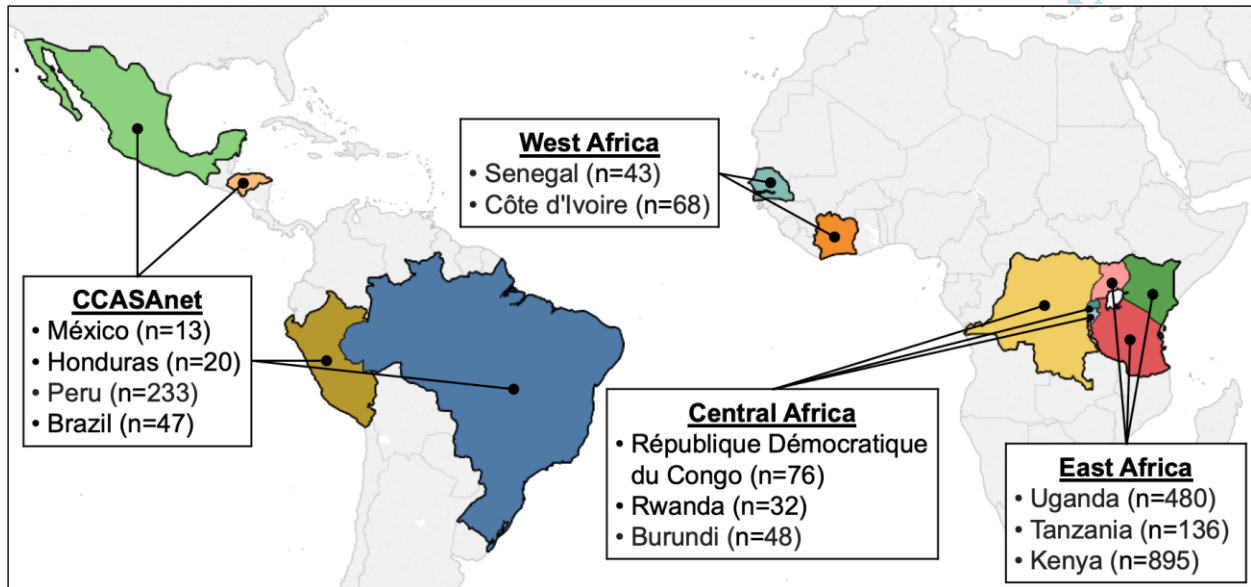 West Africa
• Senegal (n=43)
• Côte d'Ivoire (n=68)
CCASAnet
• México (n=13)
• Honduras (n=20)
• Peru (n=233)
• Brazil (n=47)
Central Africa
• République Démocratique
du Congo (n=76)
• Rwanda (n=32)
• Burundi (n=48)
East Africa
• Uganda (n=480)
• Tanzania (n=136)
• Kenya (n=895)